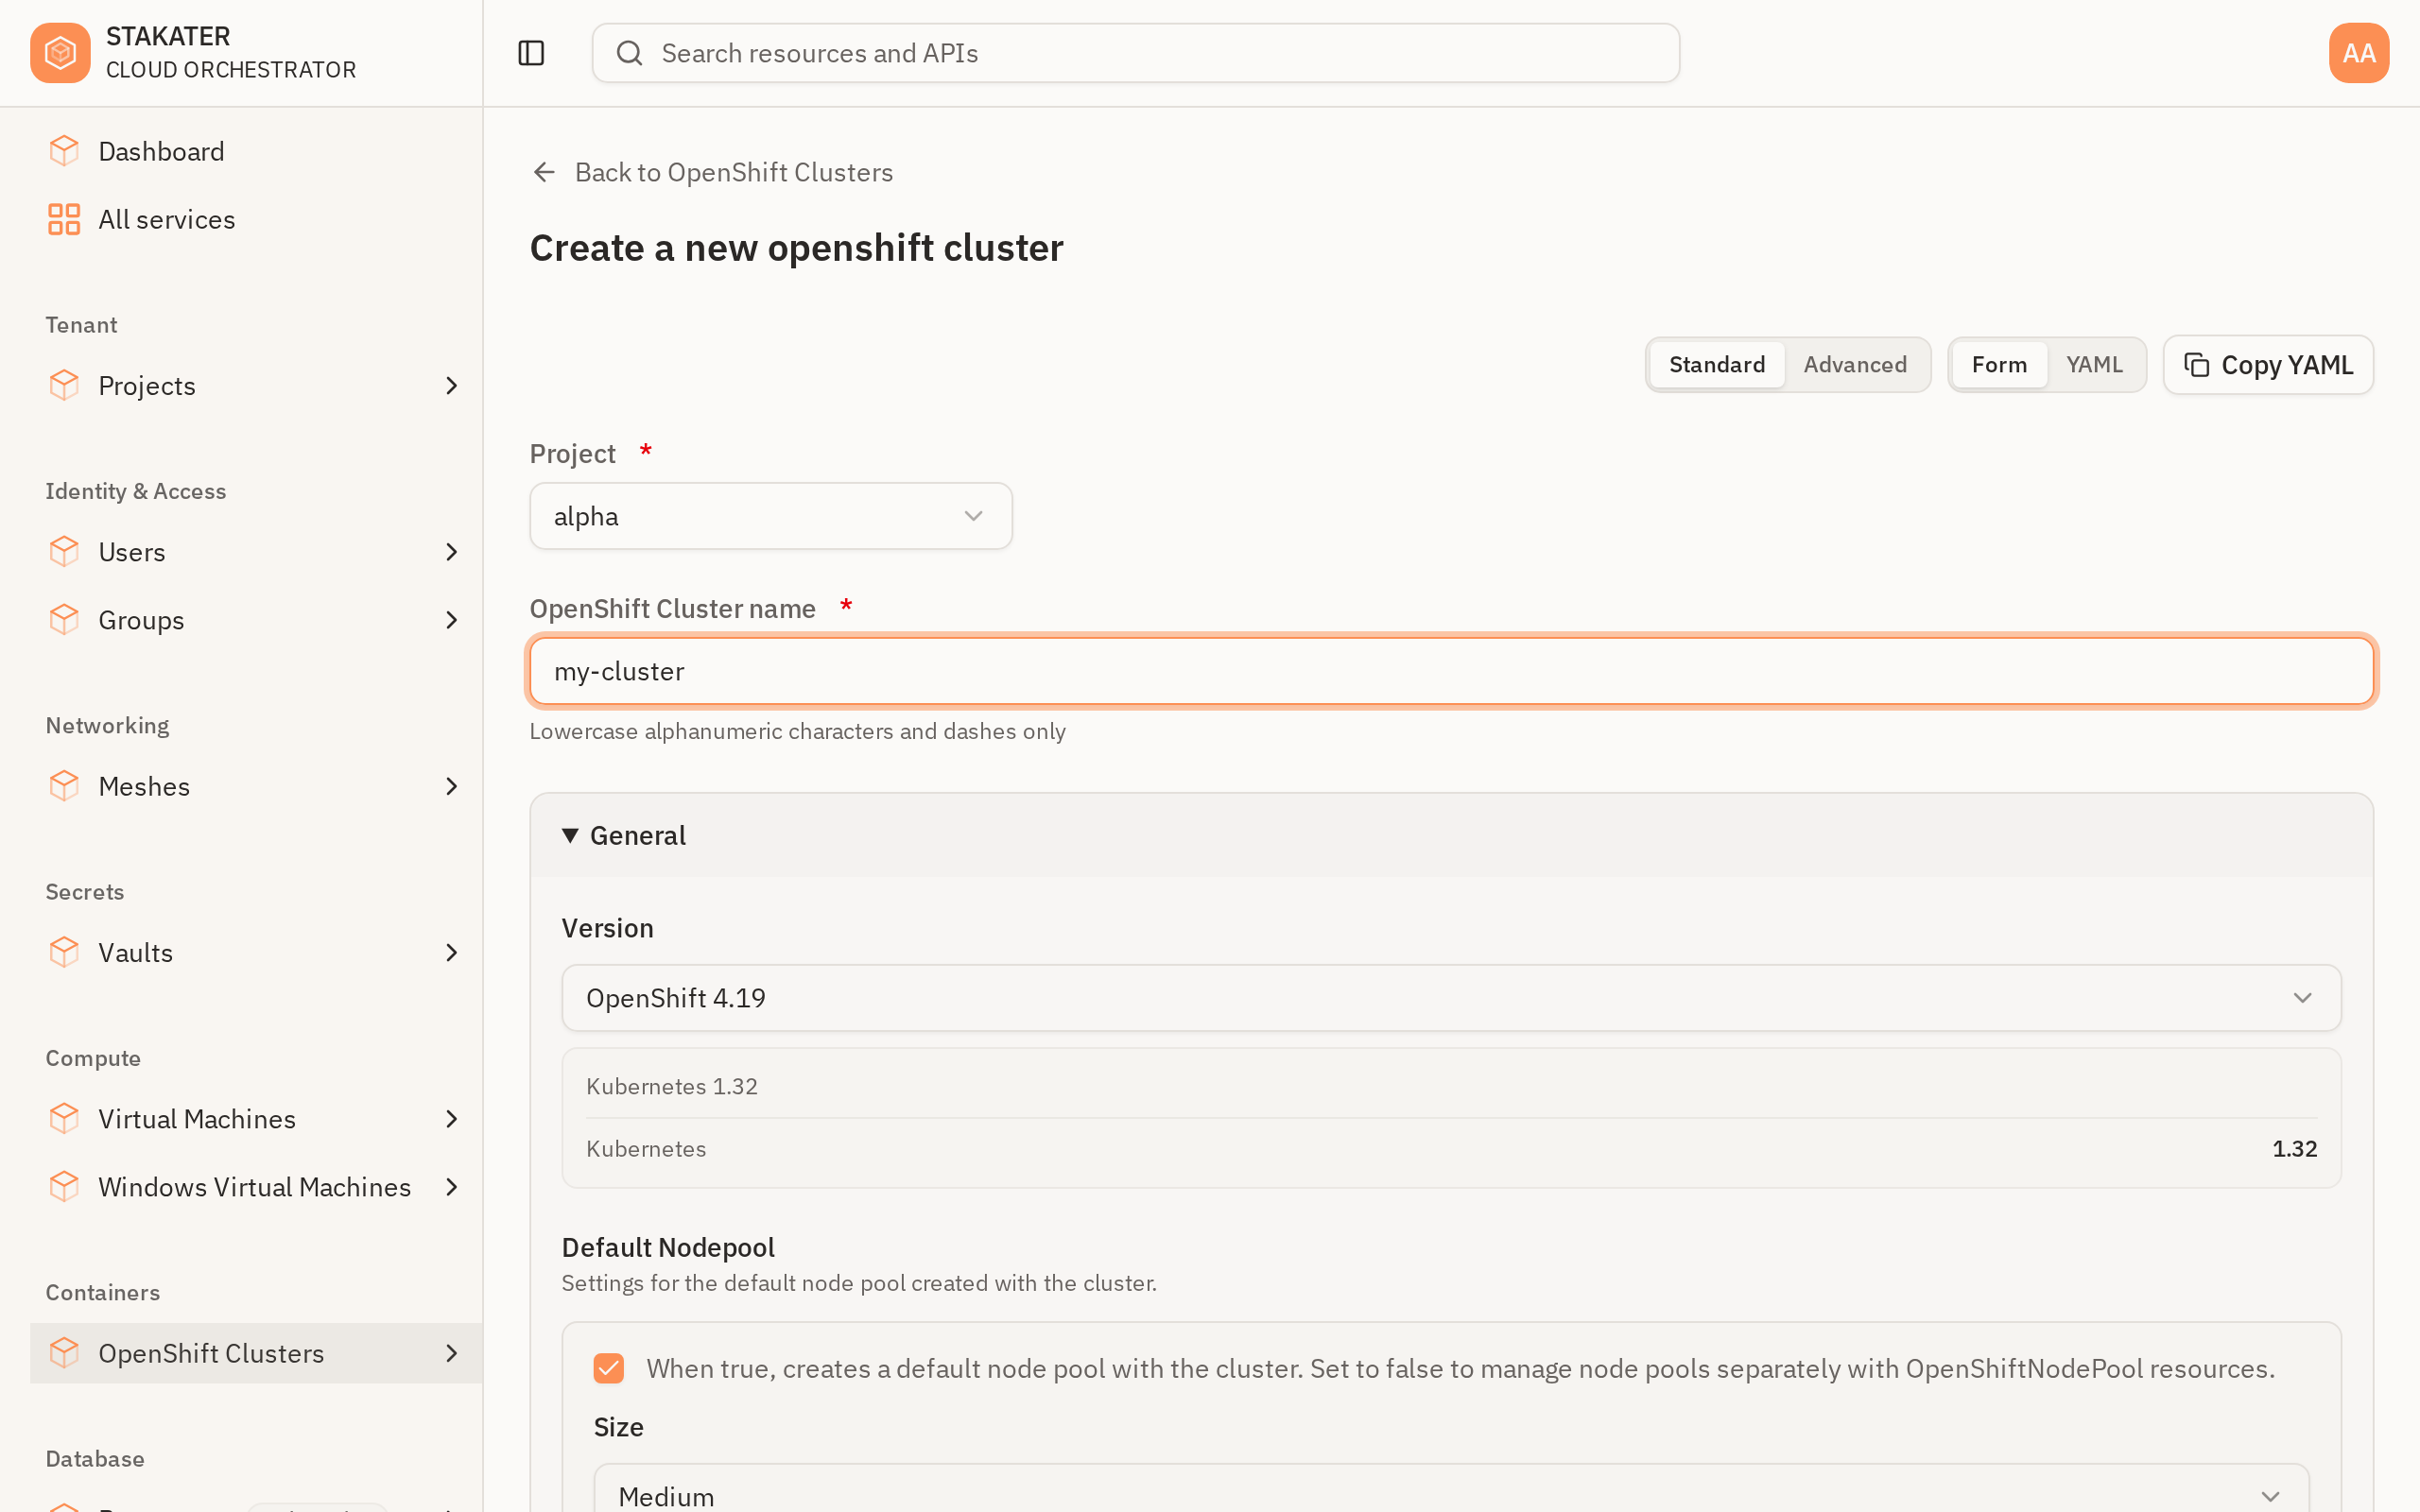 STAKATER
CLOUD ORCHESTRATOR
Search resources and APIs
AA
Dashboard
All services
Tenant
Projects
Identity & Access
Users
Groups
Networking
Meshes
Secrets
Vaults
Compute
Virtual Machines
Windows Virtual Machines
Containers
OpenShift Clusters
Database
Back to OpenShift Clusters
Create a new openshift cluster
Standard Advanced Form YAML Copy YAML
Project *
alpha
OpenShift Cluster name *
my-cluster
Lowercase alphanumeric characters and dashes only
General
Version
OpenShift 4.19
Kubernetes 1.32
Kubernetes 1.32
Default Nodepool
Settings for the default node pool created with the cluster.
When true, creates a default node pool with the cluster. Set to false to manage node pools separately with OpenShiftNodePool resources.
Size
Medium